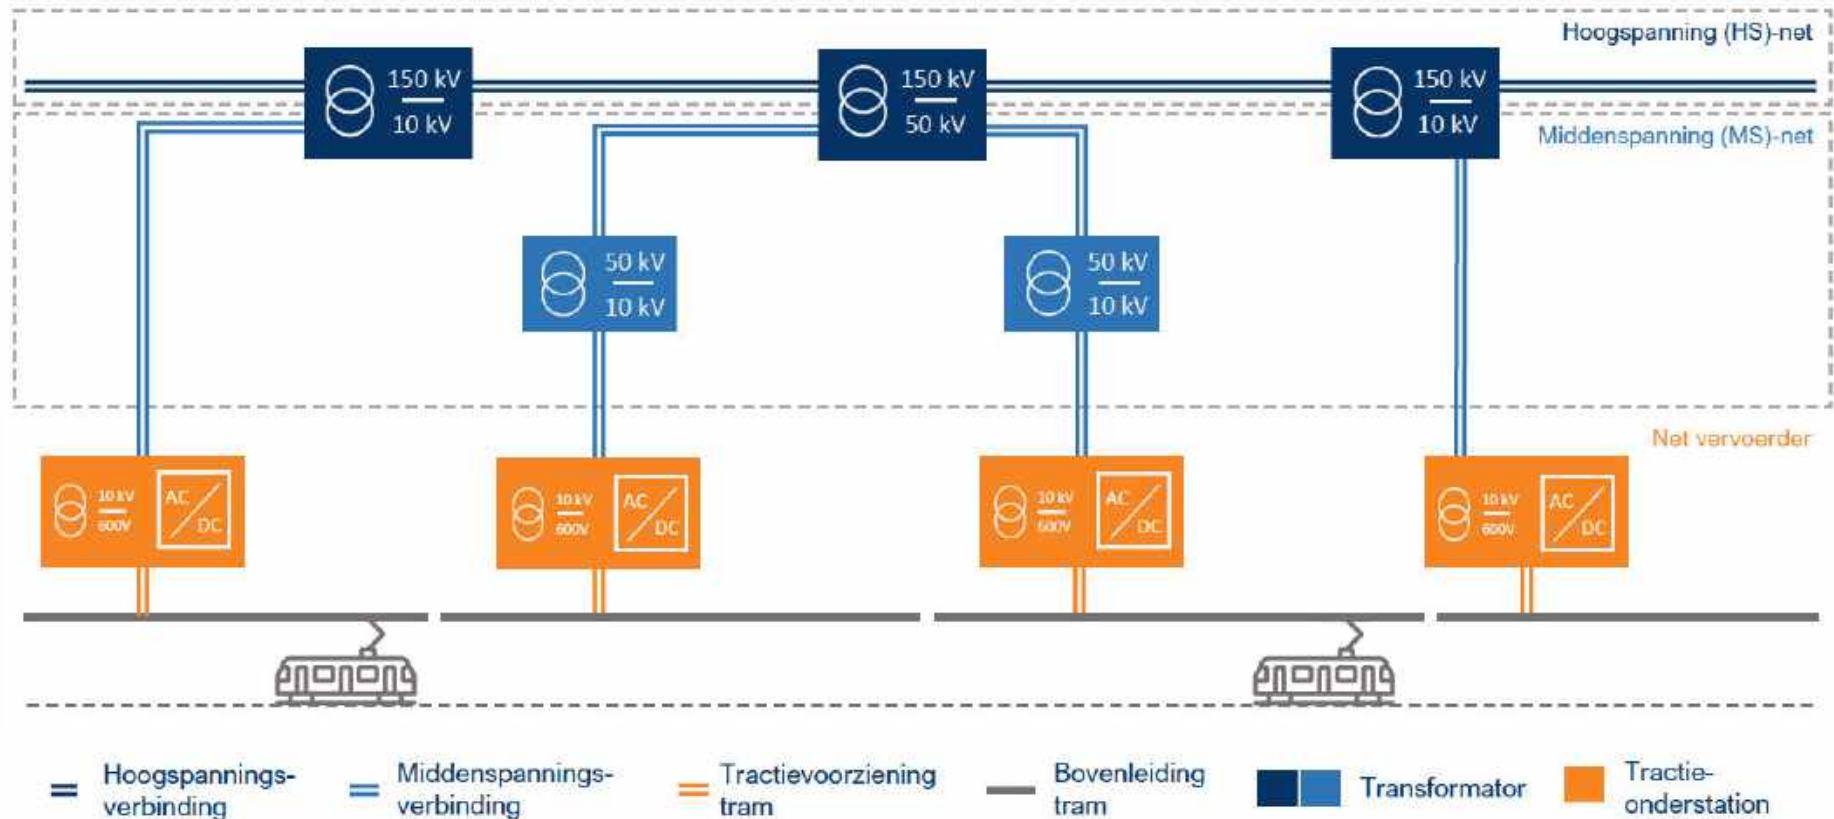 Hoogspanning (HS)-net
150 kV
10 kV
150 kV
50 kV
150 kV
10 kV
Middenspanning (MS)-net
50 kV
10 kV
50 kV
10 kV
Net vervoerder
10 kV
600V
AC
DC
10 kV
600V
AC
DC
10 kV
600V
AC
DC
10 kV
600V
AC
DC
Hoogspannings-
verbinding
Middenspannings-
verbinding
Tractievoorziening
tram
Bovenleiding
tram
Transformator
Tractie-
onderstation